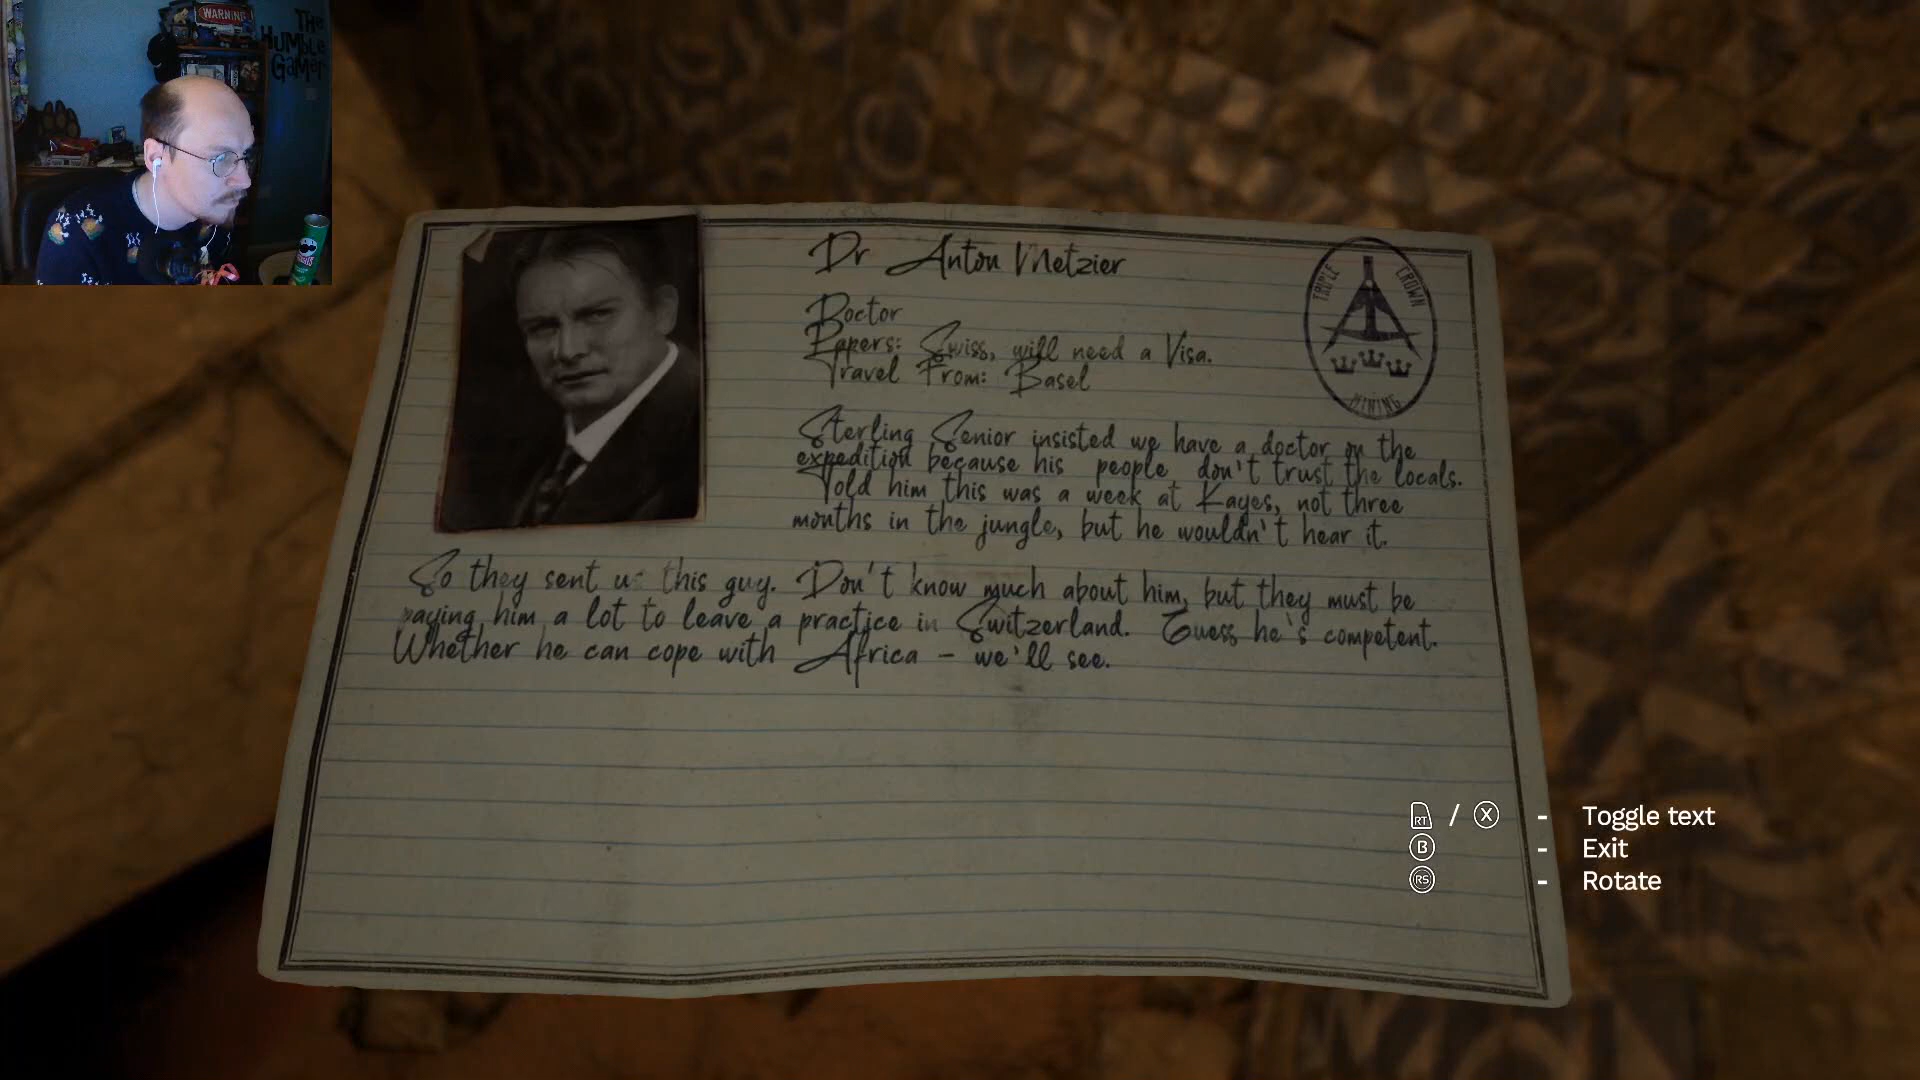 WARNING!
THE
HUMBLE
GAMER
Dr Anton Metzier
Doctor
Papers: Swiss, will need a Visa.
Travel From: Basel
TRIPLE CROWN
MINING
Sterling Senior insisted we have a doctor on the
expedition because his people don't trust the locals.
Told him this was a week at Kayes, not three
months in the jungle, but he wouldn't hear it.
So they sent us this guy. Don't know much about him, but they must be
paying him a lot to leave a practice in Switzerland. Guess he's competent.
Whether he can cope with Africa - we'll see.
RT / X - Toggle text
B - Exit
RS - Rotate